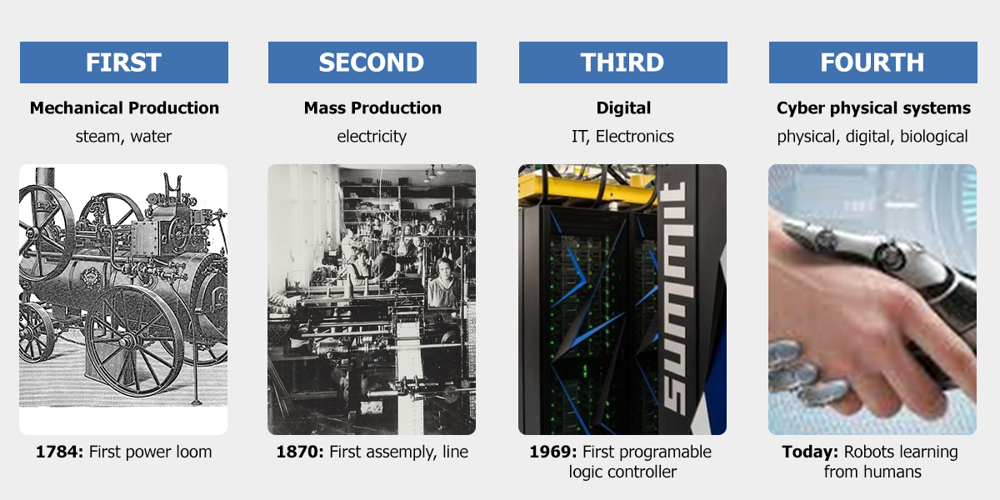 FIRST
Mechanical Production
steam, water
1784: First power loom
SECOND
Mass Production
electricity
1870: First assemply, line
THIRD
Digital
IT, Electronics
summit
1969: First programable
logic controller
FOURTH
Cyber physical systems
physical, digital, biological
Today: Robots learning
from humans